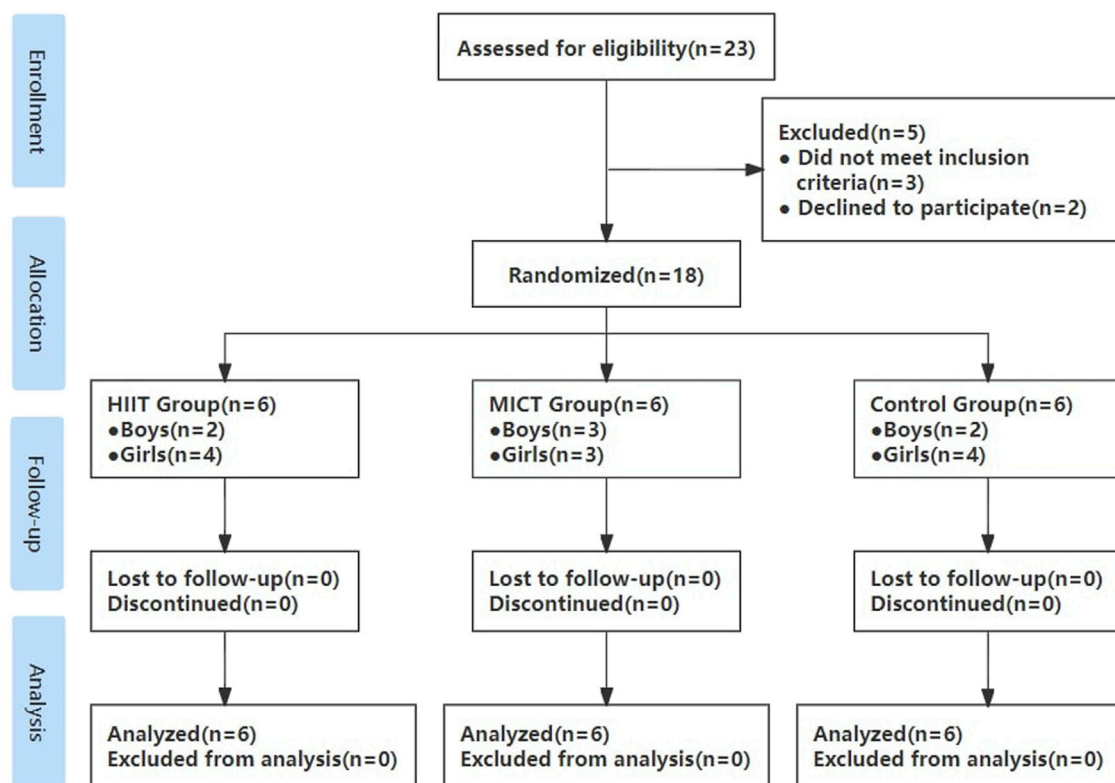 Enrollment
Assessed for eligibility(n=23)
Excluded(n=5)
● Did not meet inclusion
criteria(n=3)
● Declined to participate(n=2)
Allocation
Randomized(n=18)
HIIT Group(n=6)
●Boys(n=2)
●Girls(n=4)
MICT Group(n=6)
●Boys(n=3)
●Girls(n=3)
Control Group(n=6)
●Boys(n=2)
●Girls(n=4)
Follow-up
Lost to follow-up(n=0)
Discontinued(n=0)
Lost to follow-up(n=0)
Discontinued(n=0)
Lost to follow-up(n=0)
Discontinued(n=0)
Analysis
Analyzed(n=6)
Excluded from analysis(n=0)
Analyzed(n=6)
Excluded from analysis(n=0)
Analyzed(n=6)
Excluded from analysis(n=0)